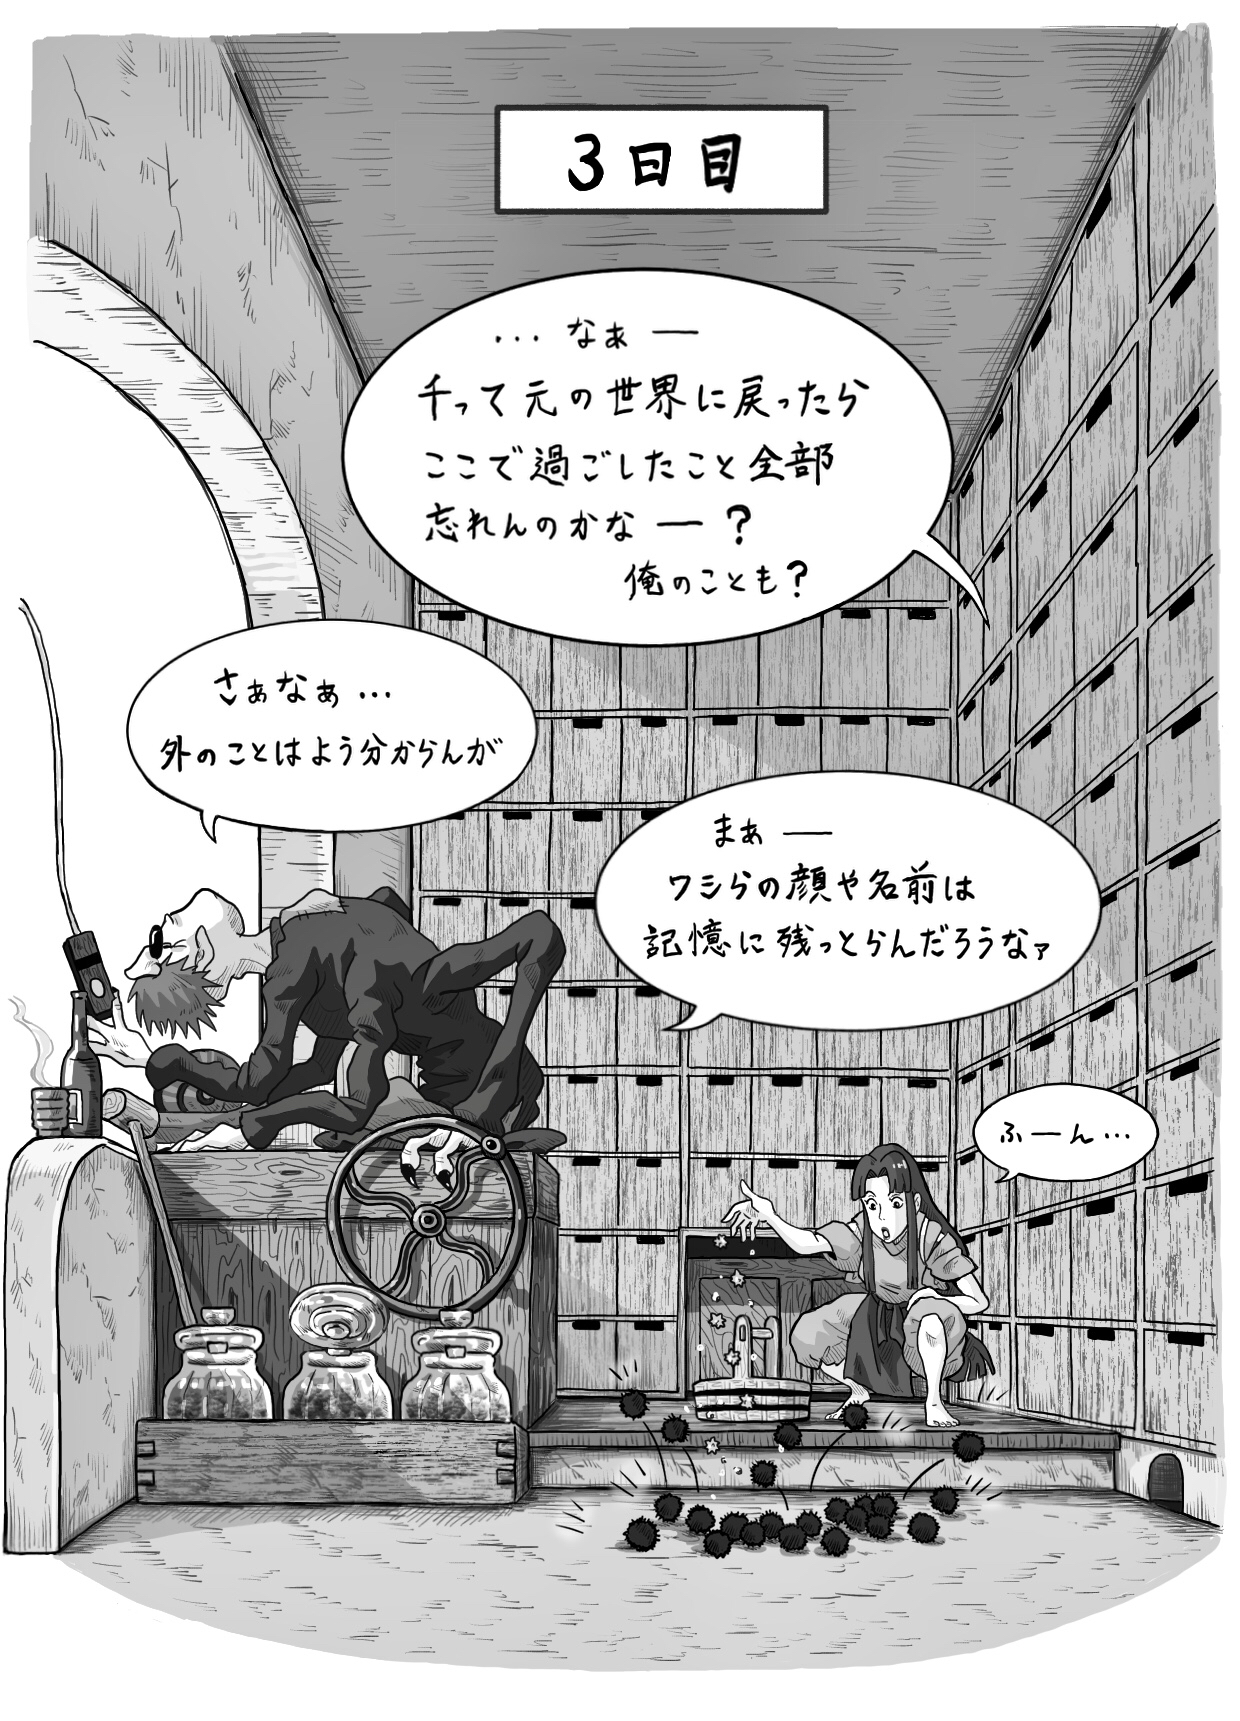 3日目
･･･なぁ―
千って元の世界に戻ったら
ここで過ごしたこと全部
忘れんのかな―？
俺のことも？
さぁなぁ･･･
外のことはよう分からんが
まぁ―
ワシらの顔や名前は
記憶に残っとらんだろうなァ
ふーん･･･